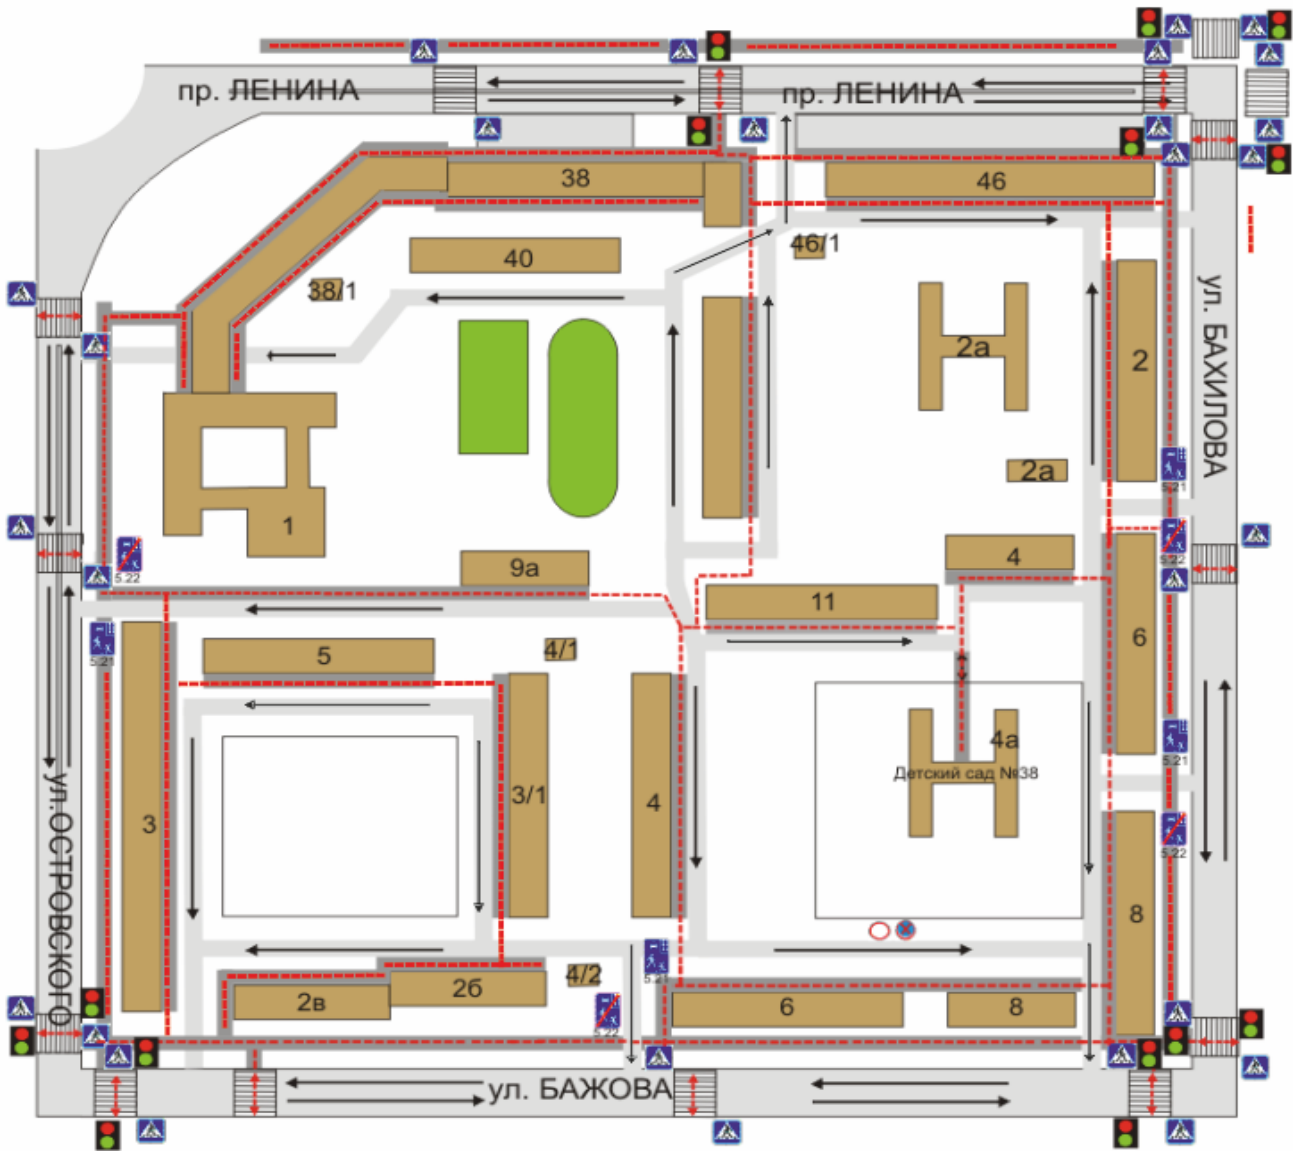 пр. ЛЕНИНА
пр. ЛЕНИНА
38
46
46/1
40
38/1
ул. БАХИЛОВА
2а
2
2а
5.21
1
4
5.22
5.22
9а
11
6
5.21
5
4/1
4а
5.21
Детский сад №38
ул.ОСТРОВСКОГО
3
3/1
4
5.22
8
5.21
4/2
2б
2в
6
8
5.22
ул. БАЖОВА